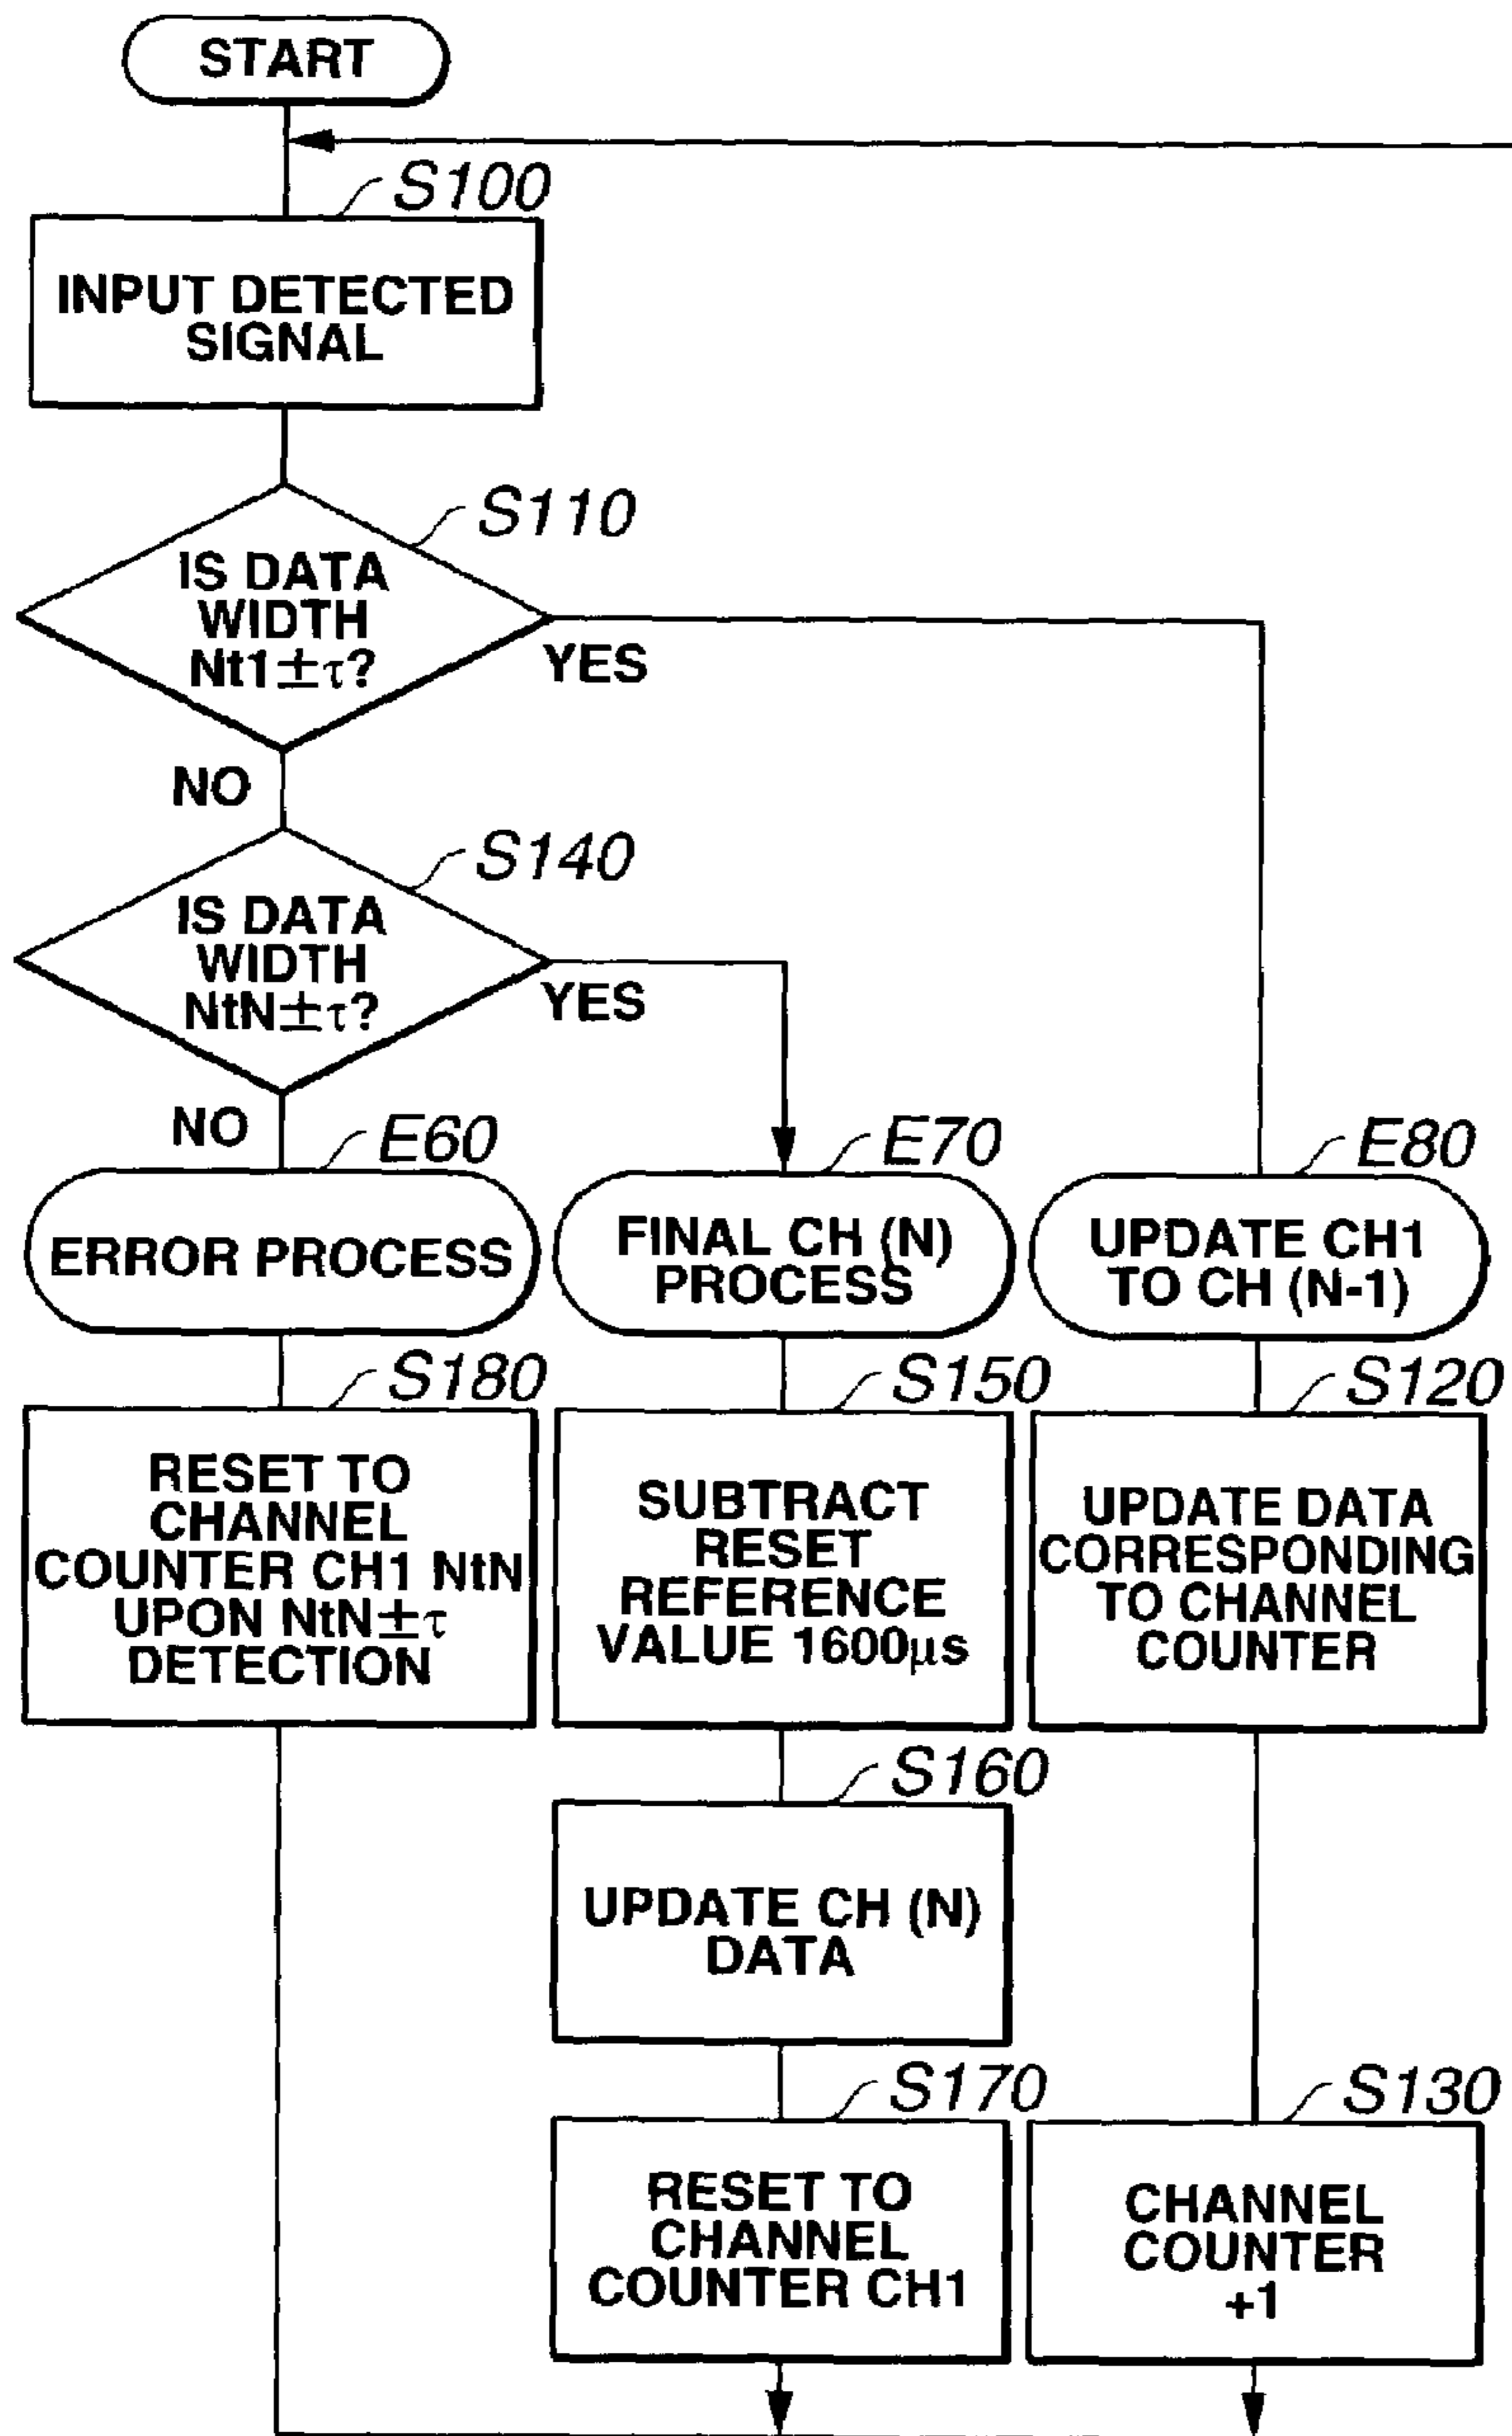 START
S100
INPUT DETECTED
SIGNAL
S110
IS DATA
WIDTH
Nt1±τ?
YES
NO
S140
IS DATA
WIDTH
NtN±τ?
YES
NO
E60
ERROR PROCESS
E70
FINAL CH (N)
PROCESS
E80
UPDATE CH1
TO CH (N-1)
S180
RESET TO
CHANNEL
COUNTER CH1 NtN
UPON NtN±τ
DETECTION
S150
SUBTRACT
RESET
REFERENCE
VALUE 1600μs
S120
UPDATE DATA
CORRESPONDING
TO CHANNEL
COUNTER
S160
UPDATE CH (N)
DATA
S170
RESET TO
CHANNEL
COUNTER CH1
S130
CHANNEL
COUNTER
+1